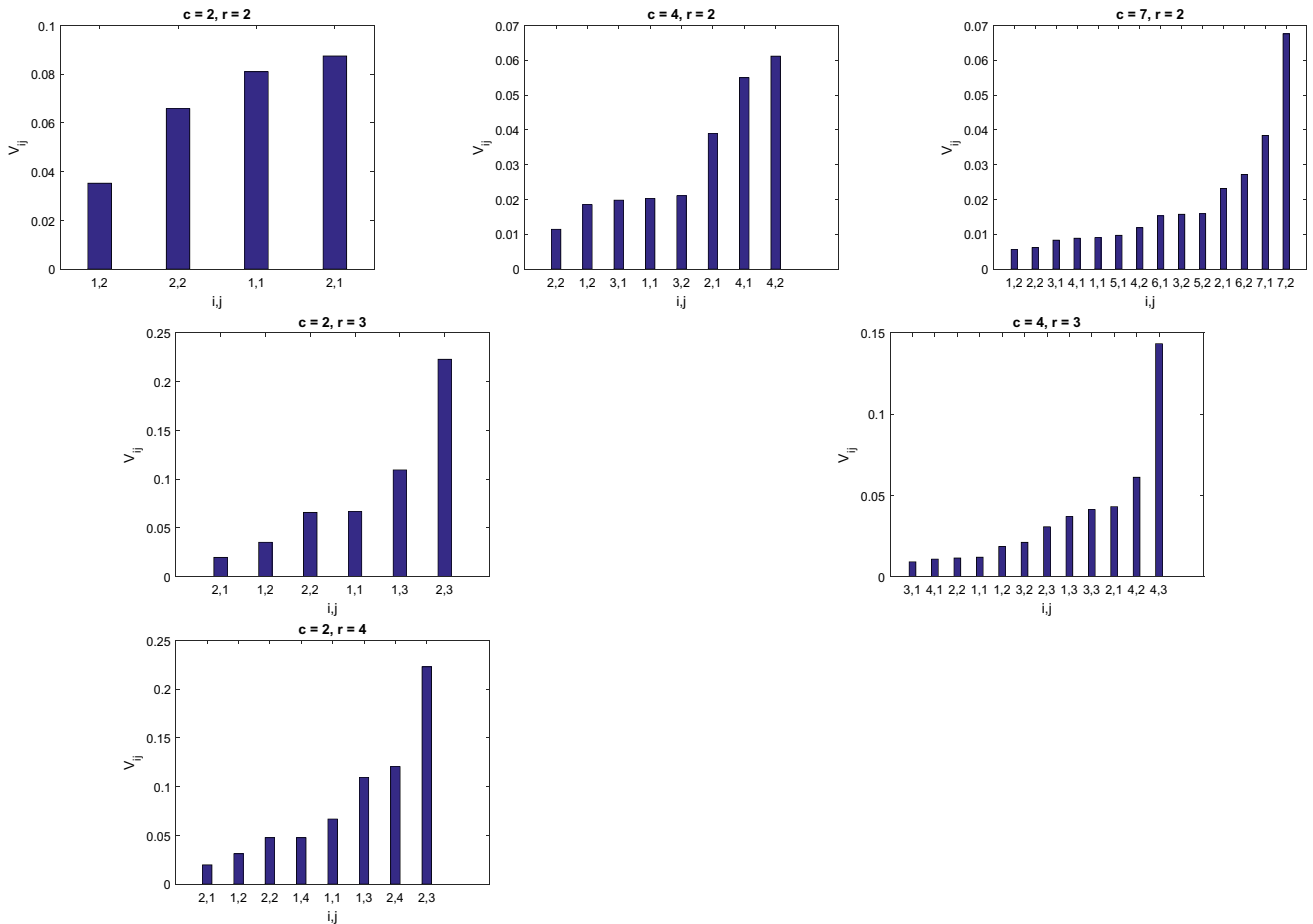 c = 2, r = 2
0.1
0.08
0.06
0.04
0.02
0
V_ij
1,2 2,2 1,1 2,1
i,j
c = 4, r = 2
0.07
0.06
0.05
0.04
0.03
0.02
0.01
0
V_ij
2,2 1,2 3,1 1,1 3,2 2,1 4,1 4,2
i,j
c = 7, r = 2
0.07
0.06
0.05
0.04
0.03
0.02
0.01
0
V_ij
1,2 2,2 3,1 4,1 1,1 5,1 4,2 6,1 3,2 5,2 2,1 6,2 7,1 7,2
i,j
c = 2, r = 3
0.25
0.2
0.15
0.1
0.05
0
V_ij
2,1 1,2 2,2 1,1 1,3 2,3
i,j
c = 4, r = 3
0.15
0.1
0.05
0
V_ij
3,1 4,1 2,2 1,1 1,2 3,2 2,3 1,3 3,3 2,1 4,2 4,3
i,j
c = 2, r = 4
0.25
0.2
0.15
0.1
0.05
0
V_ij
2,1 1,2 2,2 1,4 1,1 1,3 2,4 2,3
i,j